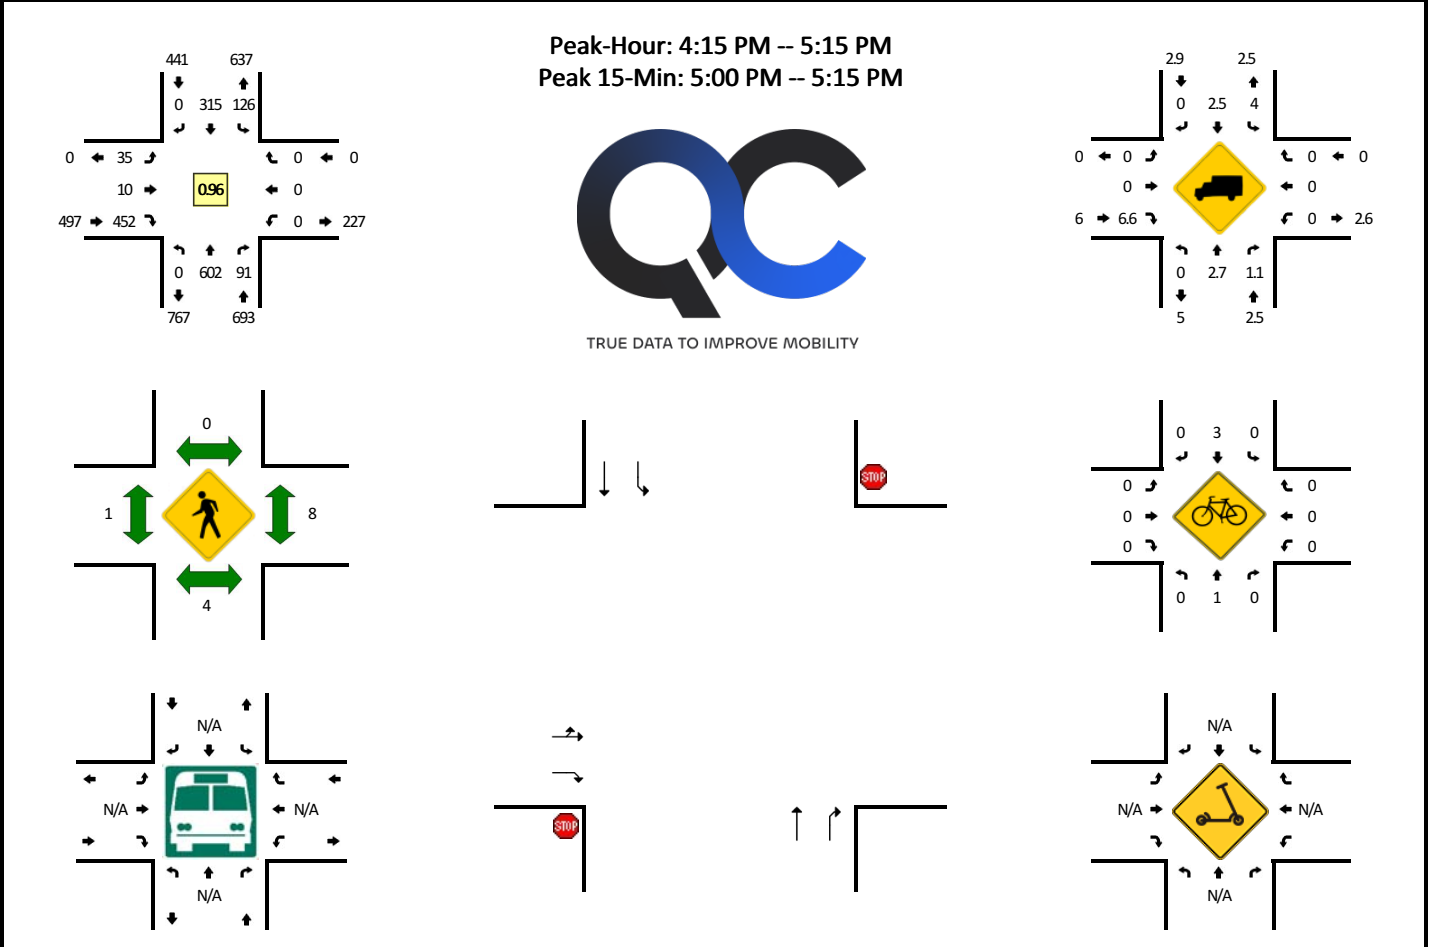 Peak-Hour: 4:15 PM -- 5:15 PM
Peak 15-Min: 5:00 PM -- 5:15 PM
441 637
0 315 126
0 35 0 0
10 0.96 0
497 452 0 227
0 602 91
767 693
TRUE DATA TO IMPROVE MOBILITY
2.9 2.5
0 2.5 4
0 0 0 0
0 0
6 6.6 0 2.6
0 2.7 1.1
5 2.5
0
1 8
4
STOP
STOP
0 3 0
0 0
0 0
0 0
0 1 0
N/A
N/A N/A
N/A
N/A
N/A N/A
N/A